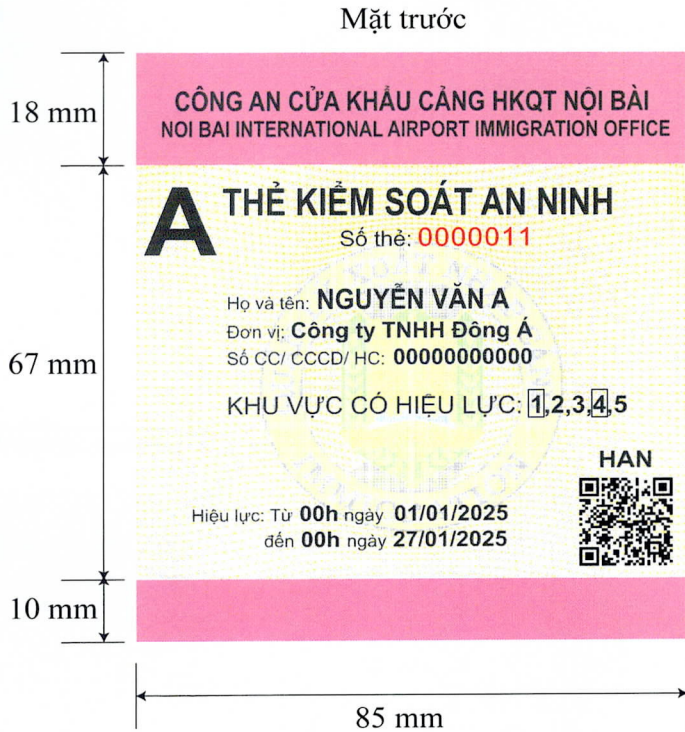 Mặt trước
18 mm
CÔNG AN CỬA KHẨU CẢNG HKQT NỘI BÀI
NOI BAI INTERNATIONAL AIRPORT IMMIGRATION OFFICE
67 mm
A
THẺ KIỂM SOÁT AN NINH
Số thẻ: 0000011
Họ và tên: NGUYỄN VĂN A
Đơn vị: Công ty TNHH Đông Á
Số CC/ CCCD/ HC: 00000000000
KHU VỰC CÓ HIỆU LỰC: 1,2,3,4,5
HAN
Hiệu lực: Từ 00h ngày 01/01/2025
đến 00h ngày 27/01/2025
10 mm
85 mm